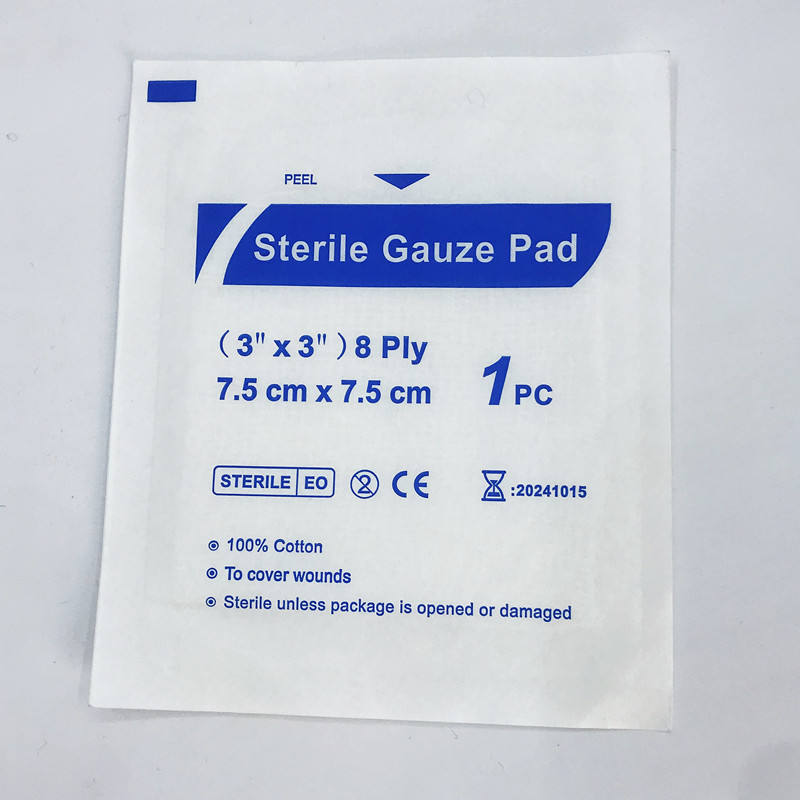 PEEL
Sterile Gauze Pad
(3" x 3") 8 Ply
7.5 cm x 7.5 cm
1 PC
STERILE EO 2 CE :20241015
100% Cotton
To cover wounds
Sterile unless package is opened or damaged